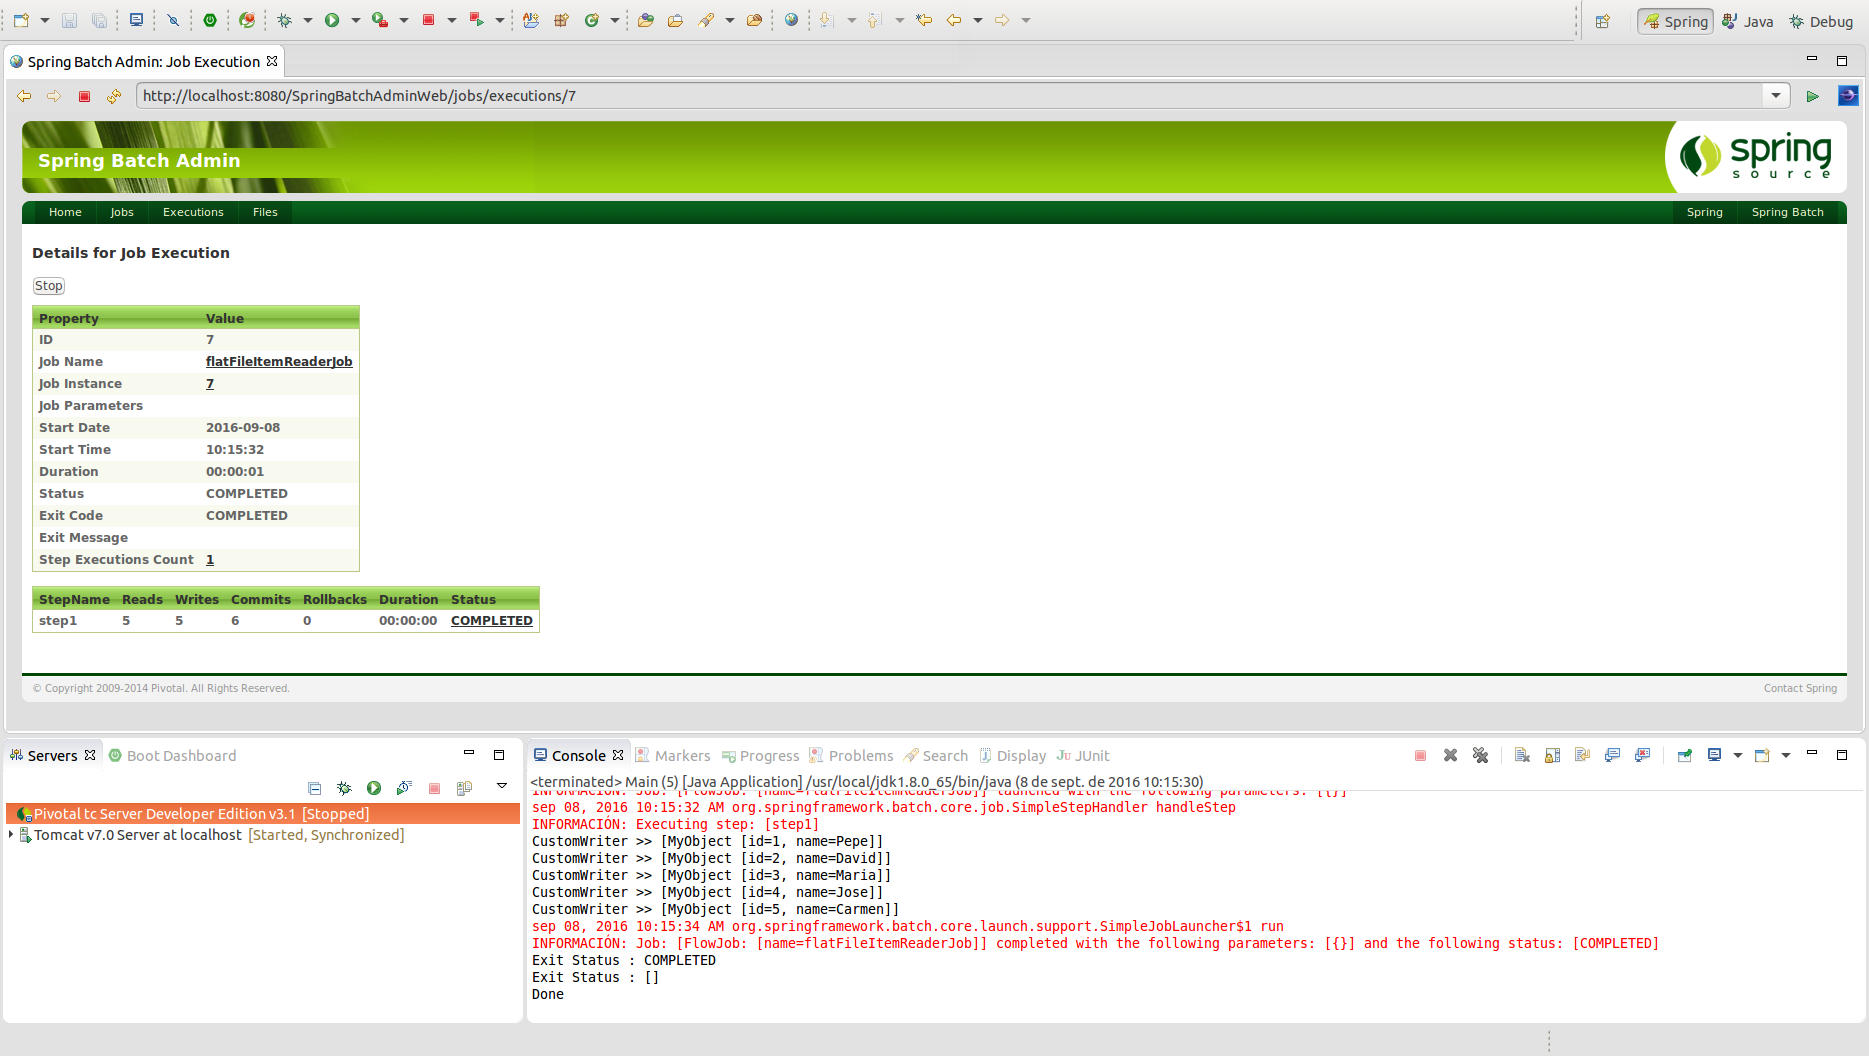 Spring
Java
Debug
Spring Batch Admin: Job Execution
http://localhost:8080/SpringBatchAdminWeb/jobs/executions/7
Spring Batch Admin
spring
source
Home Jobs Executions Files Spring Spring Batch
Details for Job Execution
Stop
Property Value
ID 7
Job Name flatFileItemReaderJob
Job Instance 7
Job Parameters
Start Date 2016-09-08
Start Time 10:15:32
Duration 00:00:01
Status COMPLETED
Exit Code COMPLETED
Exit Message
Step Executions Count 1
StepName Reads Writes Commits Rollbacks Duration Status
step1 5 5 6 0 00:00:00 COMPLETED
© Copyright 2009-2014 Pivotal. All Rights Reserved. Contact Spring
Servers Boot Dashboard
Pivotal tc Server Developer Edition v3.1 [Stopped]
Tomcat v7.0 Server at localhost [Started, Synchronized]
Console Markers Progress Problems Search Display JUnit
<terminated> Main (5) [Java Application] /usr/local/jdk1.8.0_65/bin/java (8 de sept. de 2016 10:15:30)
INFORMACIÓN: Job: [FlowJob: [name=flatFileItemReaderJob]] launched with the following parameters: [{}]
sep 08, 2016 10:15:32 AM org.springframework.batch.core.job.SimpleStepHandler handleStep
INFORMACIÓN: Executing step: [step1]
CustomWriter >> [MyObject [id=1, name=Pepe]]
CustomWriter >> [MyObject [id=2, name=David]]
CustomWriter >> [MyObject [id=3, name=Maria]]
CustomWriter >> [MyObject [id=4, name=Jose]]
CustomWriter >> [MyObject [id=5, name=Carmen]]
sep 08, 2016 10:15:34 AM org.springframework.batch.core.launch.support.SimpleJobLauncher$1 run
INFORMACIÓN: Job: [FlowJob: [name=flatFileItemReaderJob]] completed with the following parameters: [{}] and the following status: [COMPLETED]
Exit Status : COMPLETED
Exit Status : []
Done